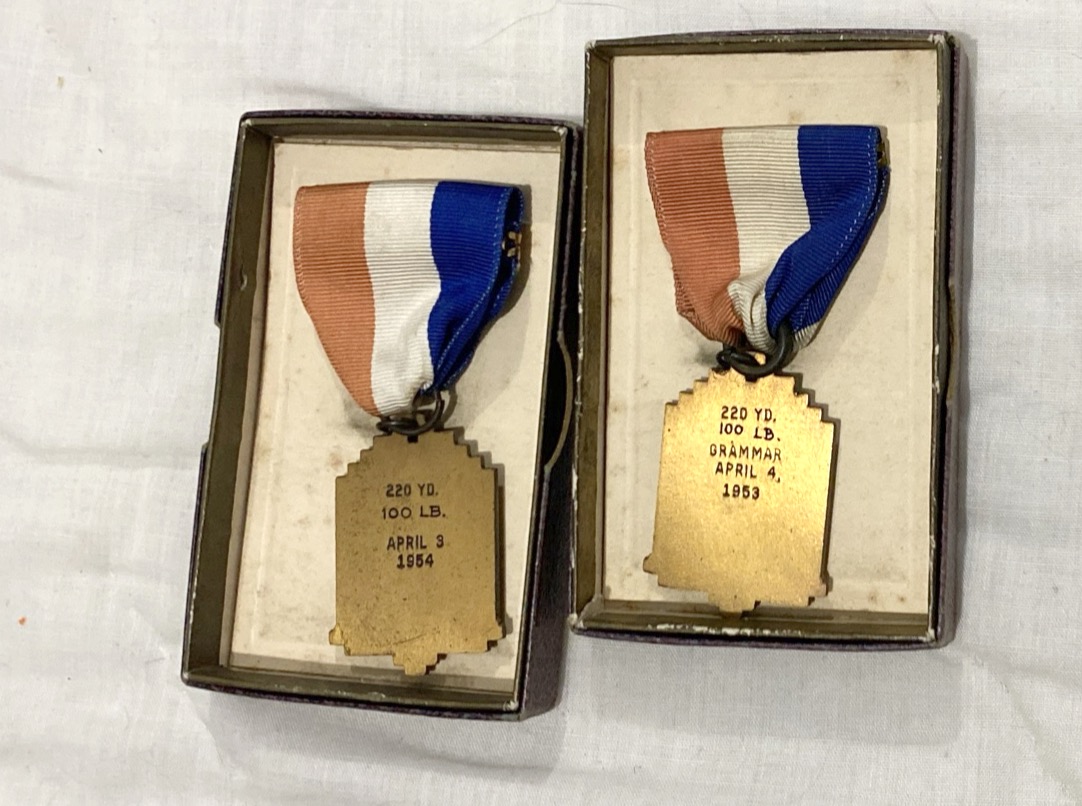 220 YD.
100 LB.
APRIL 3
1954
220 YD.
100 LB.
GRAMMAR
APRIL 4,
1953